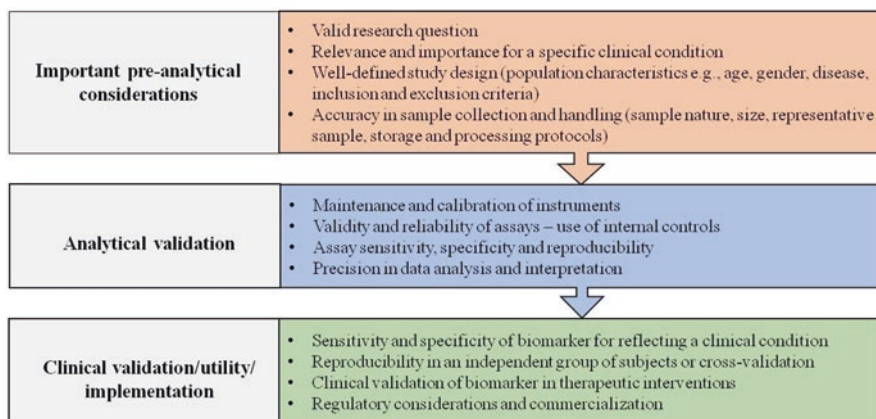 Important pre-analytical
considerations
• Valid research question
• Relevance and importance for a specific clinical condition
• Well-defined study design (population characteristics e.g., age, gender, disease,
inclusion and exclusion criteria)
• Accuracy in sample collection and handling (sample nature, size, representative
sample, storage and processing protocols)
Analytical validation
• Maintenance and calibration of instruments
• Validity and reliability of assays – use of internal controls
• Assay sensitivity, specificity and reproducibility
• Precision in data analysis and interpretation
Clinical validation/utility/
implementation
• Sensitivity and specificity of biomarker for reflecting a clinical condition
• Reproducibility in an independent group of subjects or cross-validation
• Clinical validation of biomarker in therapeutic interventions
• Regulatory considerations and commercialization